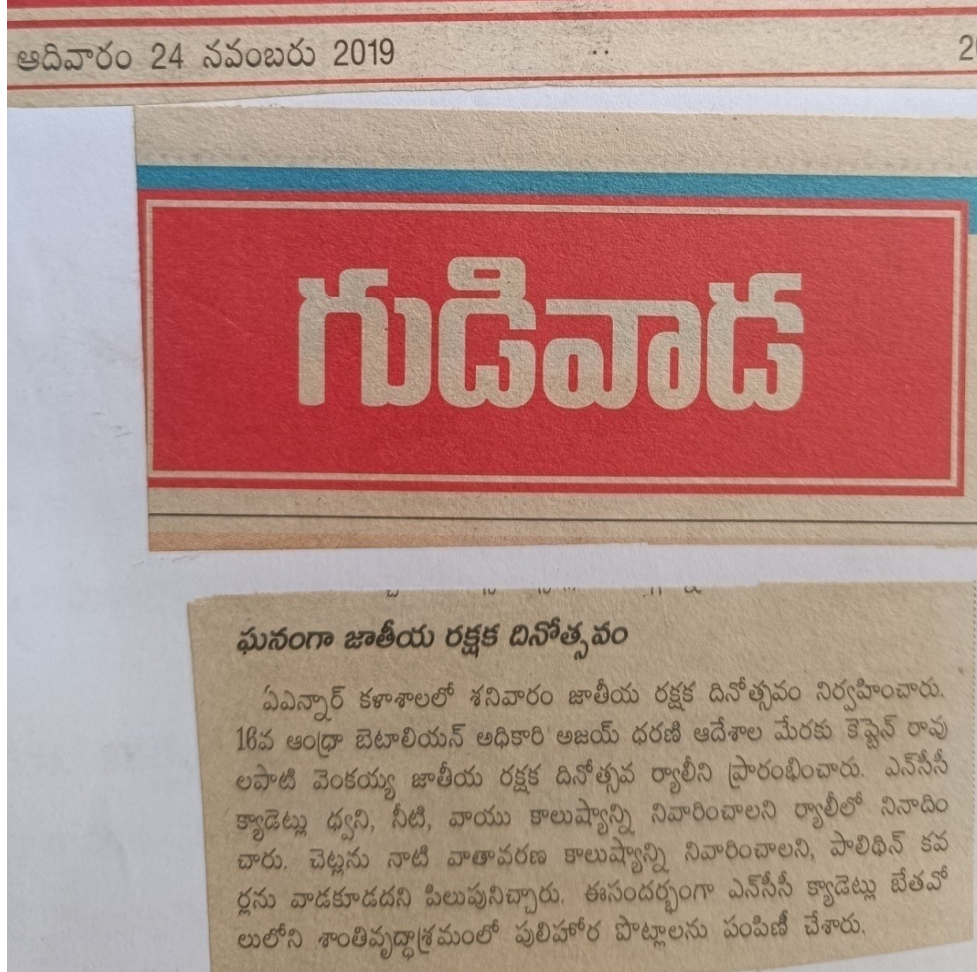 ఆదివారం 24 నవంబరు 2019
గుడివాడ
ఘనంగా జాతీయ రక్షక దినోత్సవం
ఏఎన్నార్ కళాశాలలో శనివారం జాతీయ రక్షక దినోత్సవం నిర్వహించారు.
16వ ఆంధ్రా బెటాలియన్ అధికారి అజయ్ ధరణి ఆదేశాల మేరకు కెప్టెన్ రావు
లపాటి వెంకయ్య జాతీయ రక్షక దినోత్సవ ర్యాలీని ప్రారంభించారు. ఎన్‌సీసీ
క్యాడెట్లు ధ్వని, నీటి, వాయు కాలుష్యాన్ని నివారించాలని ర్యాలీలో నినాదిం
చారు. చెట్లను నాటి వాతావరణ కాలుష్యాన్ని నివారించాలని, పాలిథిన్ కవ
ర్లను వాడకూడదని పిలుపునిచ్చారు. ఈసందర్భంగా ఎన్‌సీసీ క్యాడెట్లు బేతవో
లులోని శాంతివృద్ధాశ్రమంలో పులిహోర పొట్లాలను పంపిణీ చేశారు.